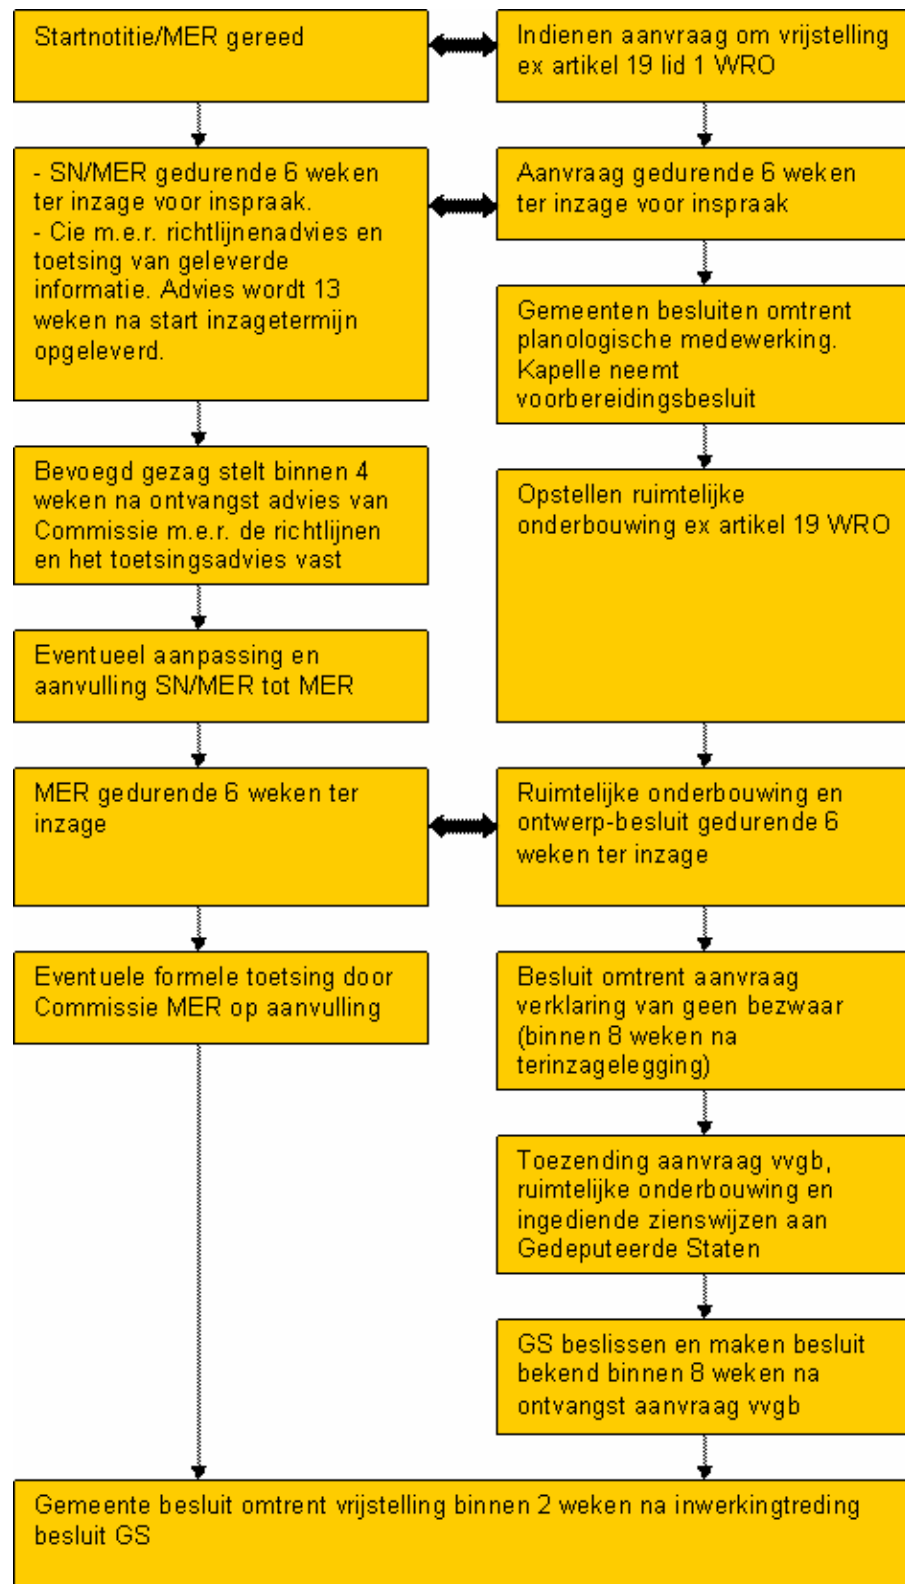 Startnotitie/MER gereed
Indienen aanvraag om vrijstelling
ex artikel 19 lid 1 WRO
- SN/MER gedurende 6 weken
ter inzage voor inspraak.
- Cie m.e.r. richtlijnenadvies en
toetsing van geleverde
informatie. Advies wordt 13
weken na start inzagetermijn
opgeleverd.
Aanvraag gedurende 6 weken
ter inzage voor inspraak
Gemeenten besluiten omtrent
planologische medewerking.
Kapelle neemt
voorbereidingsbesluit
Bevoegd gezag stelt binnen 4
weken na ontvangst advies van
Commissie m.e.r. de richtlijnen
en het toetsingsadvies vast
Opstellen ruimtelijke
onderbouwing ex artikel 19 WRO
Eventueel aanpassing en
aanvulling SN/MER tot MER
MER gedurende 6 weken ter
inzage
Ruimtelijke onderbouwing en
ontwerp-besluit gedurende 6
weken ter inzage
Eventuele formele toetsing door
Commissie MER op aanvulling
Besluit omtrent aanvraag
verklaring van geen bezwaar
(binnen 8 weken na
terinzagelegging)
Toezending aanvraag vvgb,
ruimtelijke onderbouwing en
ingediende zienswijzen aan
Gedeputeerde Staten
GS beslissen en maken besluit
bekend binnen 8 weken na
ontvangst aanvraag vvgb
Gemeente besluit omtrent vrijstelling binnen 2 weken na inwerkingtreding
besluit GS